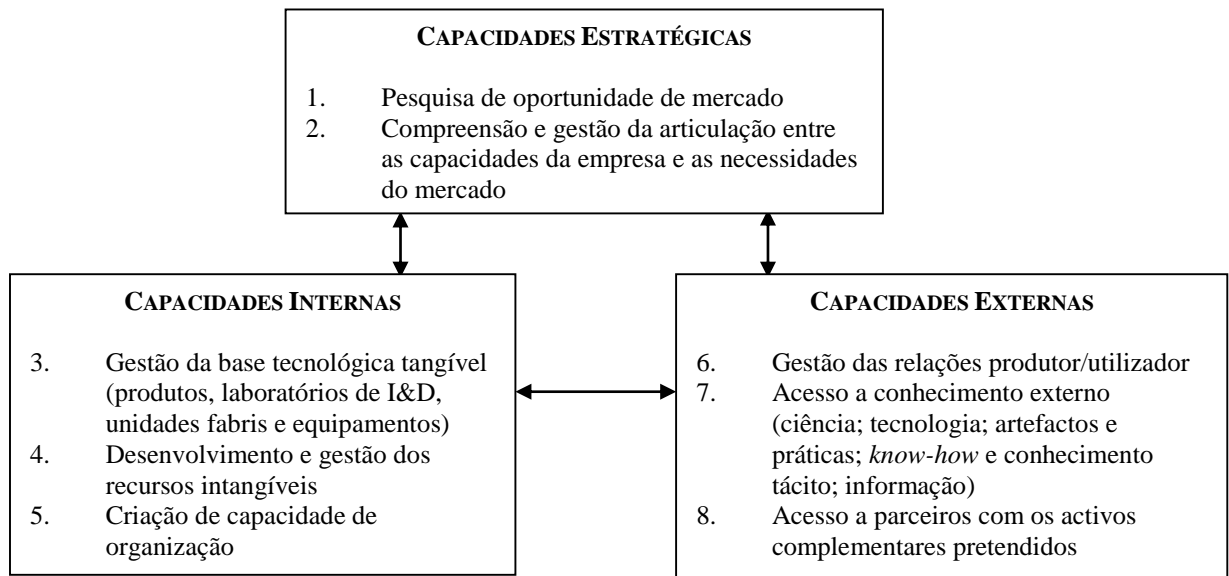 CAPACIDADES ESTRATÉGICAS
1. Pesquisa de oportunidade de mercado
2. Compreensão e gestão da articulação entre
as capacidades da empresa e as necessidades
do mercado
CAPACIDADES INTERNAS
3. Gestão da base tecnológica tangível
(produtos, laboratórios de I&D,
unidades fabris e equipamentos)
4. Desenvolvimento e gestão dos
recursos intangíveis
5. Criação de capacidade de
organização
CAPACIDADES EXTERNAS
6. Gestão das relações produtor/utilizador
7. Acesso a conhecimento externo
(ciência; tecnologia; artefactos e
práticas; know-how e conhecimento
tácito; informação)
8. Acesso a parceiros com os activos
complementares pretendidos